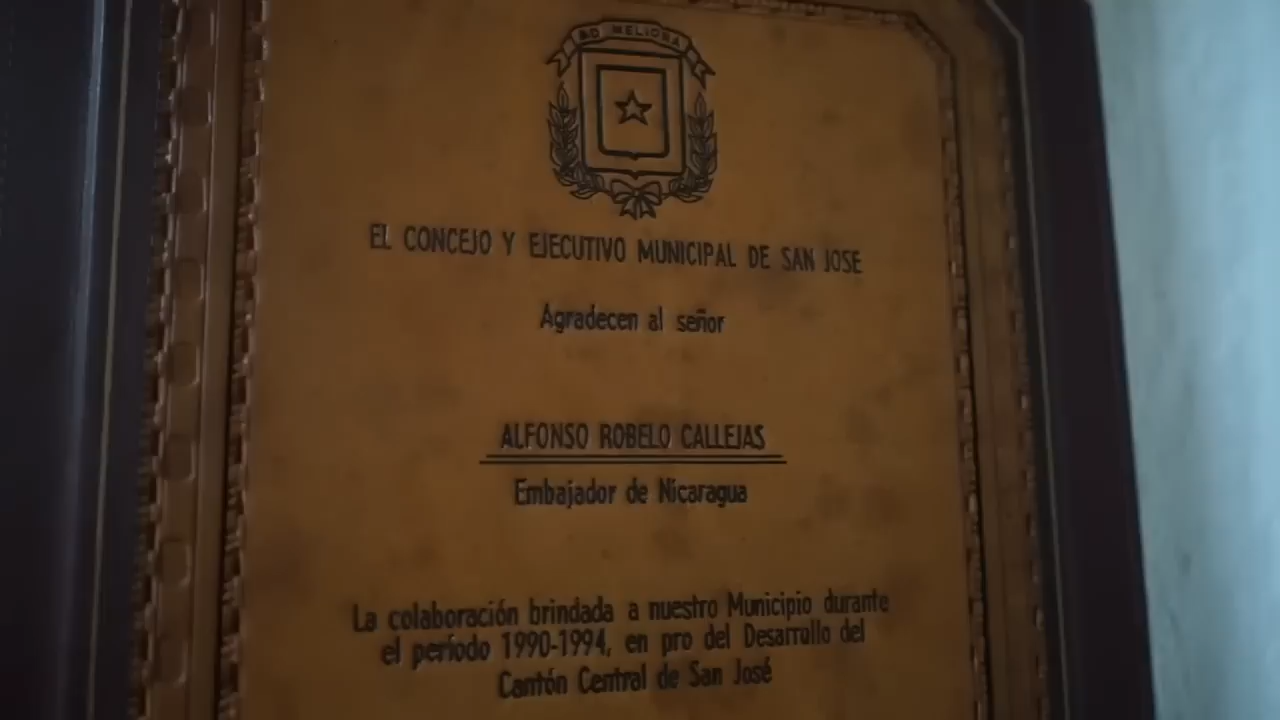 AD MELIORA
EL CONCEJO Y EJECUTIVO MUNICIPAL DE SAN JOSE
Agradecen al señor
ALFONSO ROBELO CALLEJAS
Embajador de Nicaragua
La colaboración brindada a nuestro Municipio durante
el período 1990-1994, en pro del Desarrollo del
Cantón Central de San José